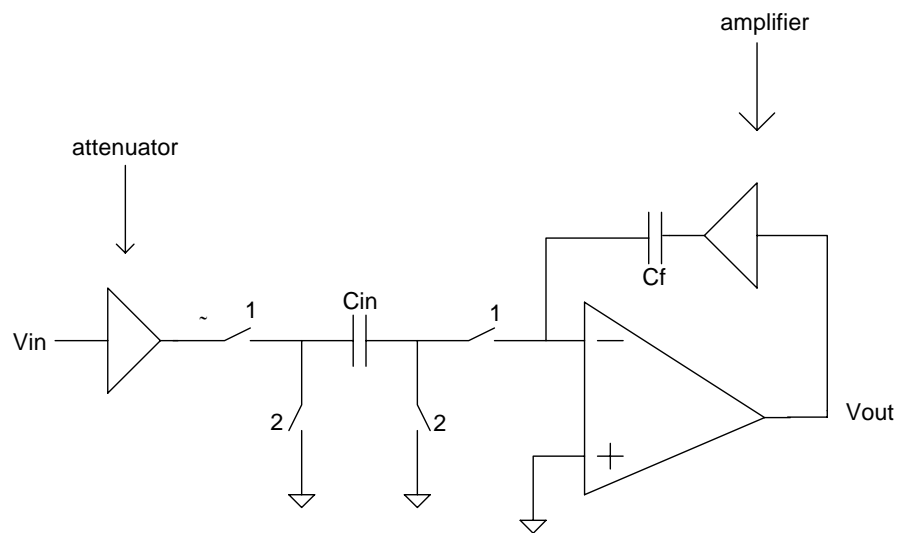 amplifier
attenuator
Vin
~
1
Cin
1
Cf
2
2
−
+
Vout